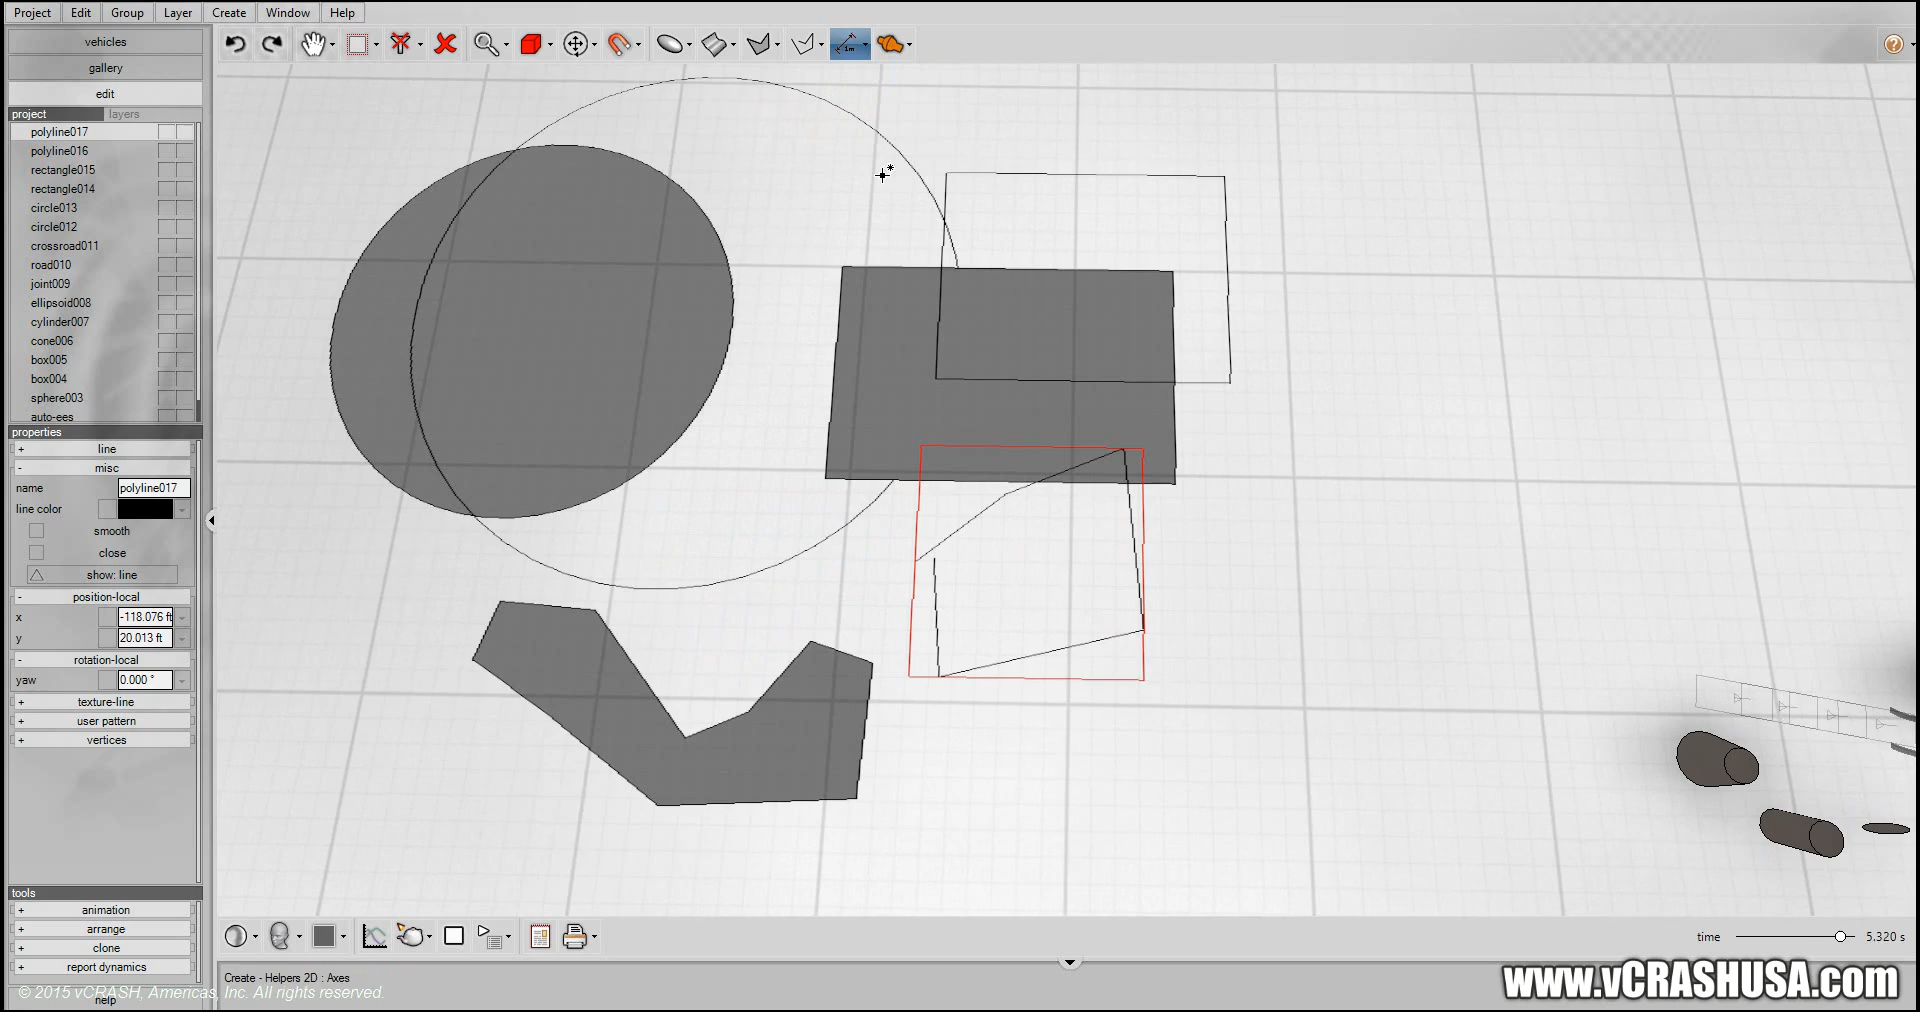 Project Edit Group Layer Create Window Help
vehicles
gallery
edit
project layers
polyline017
polyline016
rectangle015
rectangle014
circle013
circle012
crossroad011
road010
joint009
ellipsoid008
cylinder007
cone006
box005
box004
sphere003
auto-ees
properties
+ line
- misc
name polyline017
line color
smooth
close
show: line
- position-local
x -118.076 ft
y 20.013 ft
- rotation-local
yaw 0.000 °
+ texture-line
+ user pattern
+ vertices
tools
+ animation
+ arrange
+ clone
+ report dynamics
help
1m
?
time 5.320 s
Create - Helpers 2D : Axes
© 2015 vCRASH, Americas, Inc. All rights reserved.
www.vCRASHUSA.com